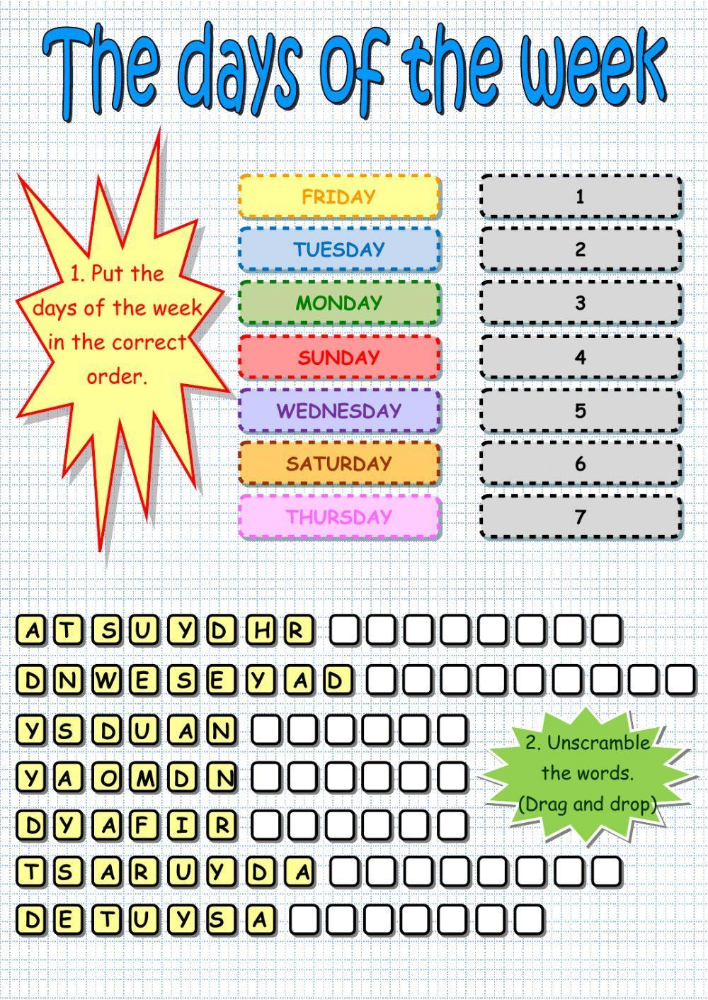 The days of the week
1. Put the
days of the week
in the correct
order.
FRIDAY
TUESDAY
MONDAY
SUNDAY
WEDNESDAY
SATURDAY
THURSDAY
1
2
3
4
5
6
7
A T S U Y D H R
D N W E S E Y A D
Y S D U A N
Y A O M D N
D Y A F I R
T S A R U Y D A
D E T U Y S A
2. Unscramble
the words.
(Drag and drop)